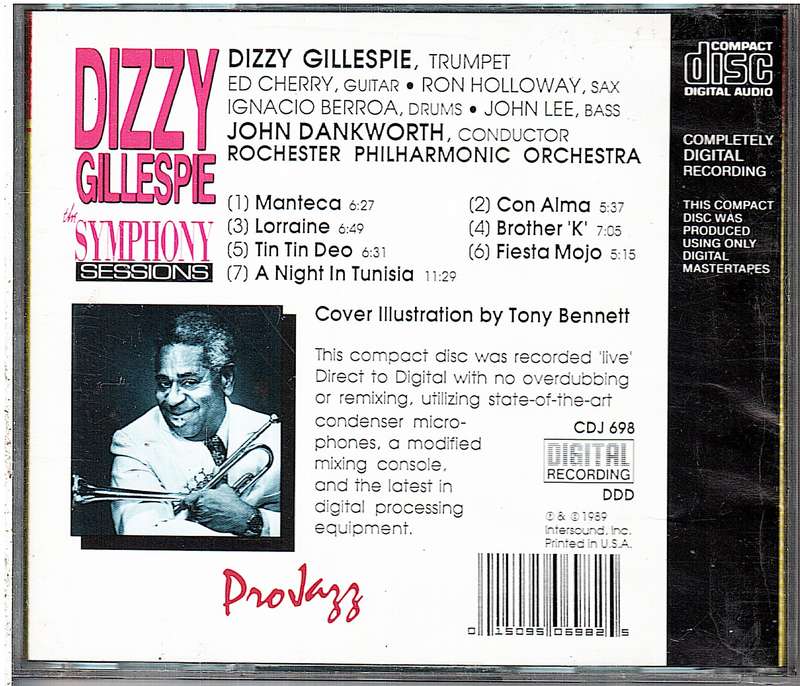 DIZZY
GILLESPIE
the
SYMPHONY
SESSIONS
DIZZY GILLESPIE, TRUMPET
ED CHERRY, GUITAR • RON HOLLOWAY, SAX
IGNACIO BERROA, DRUMS • JOHN LEE, BASS
JOHN DANKWORTH, CONDUCTOR
ROCHESTER PHILHARMONIC ORCHESTRA
(1) Manteca 6:27 (2) Con Alma 5:37
(3) Lorraine 6:49 (4) Brother 'K' 7:05
(5) Tin Tin Deo 6:31 (6) Fiesta Mojo 5:15
(7) A Night In Tunisia 11:29
Cover Illustration by Tony Bennett
This compact disc was recorded 'live'
Direct to Digital with no overdubbing
or remixing, utilizing state-of-the-art
condenser micro-
phones, a modified
mixing console,
and the latest in
digital processing
equipment.
CDJ 698
DIGITAL
RECORDING
DDD
℗ & © 1989
Intersound, Inc.
Printed in U.S.A.
ProJazz
0 15095 06982 5
COMPACT
disc
DIGITAL AUDIO
COMPLETELY
DIGITAL
RECORDING
THIS COMPACT
DISC WAS
PRODUCED
USING ONLY
DIGITAL
MASTERTAPES